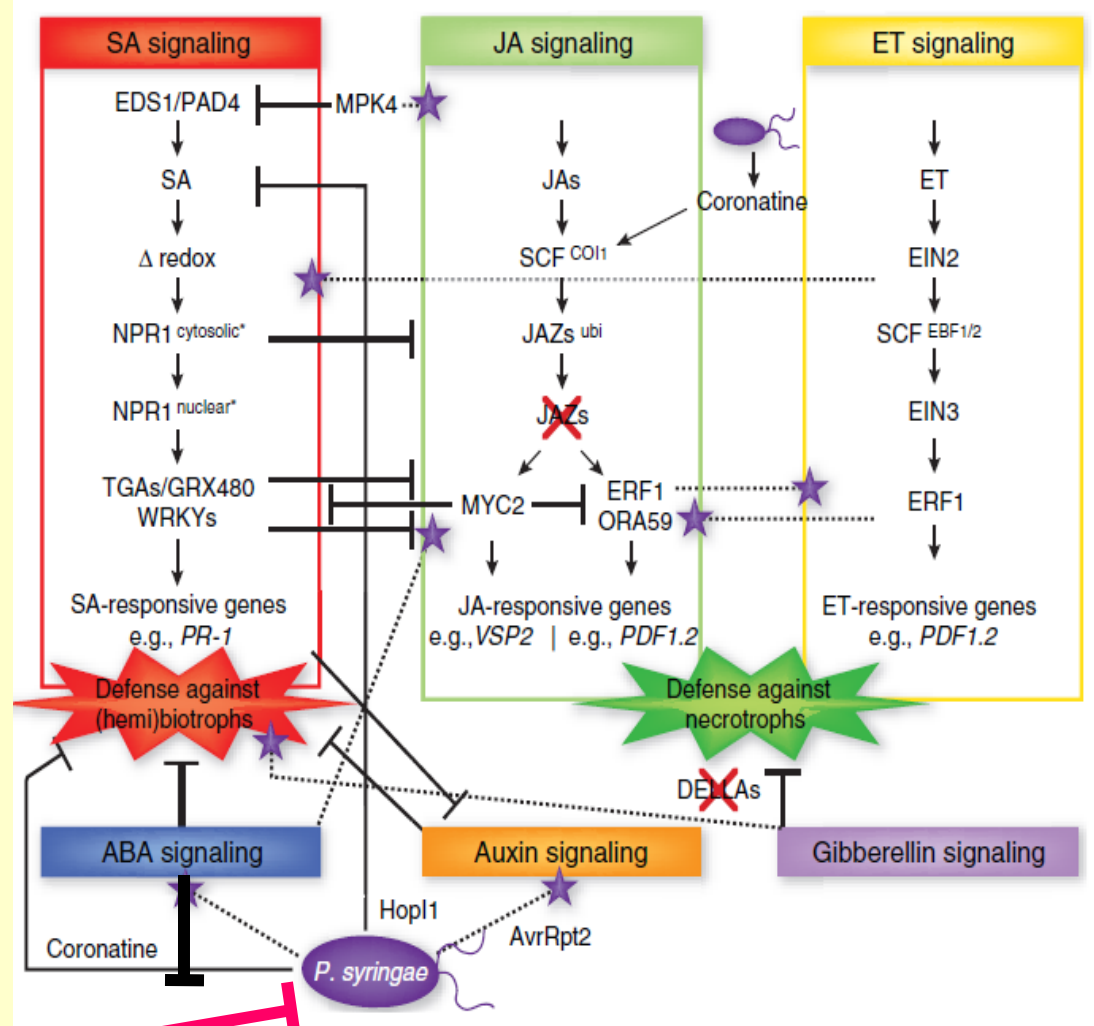 SA signaling
JA signaling
ET signaling
EDS1/PAD4
MPK4
SA
JAs
Coronatine
ET
Δ redox
SCF COI1
EIN2
NPR1 cytosolic*
JAZs ubi
SCF EBF1/2
NPR1 nuclear*
JAZs
EIN3
TGAs/GRX480
WRKYs
MYC2
ERF1
ORA59
ERF1
SA-responsive genes
e.g., PR-1
JA-responsive genes
e.g.,VSP2 | e.g., PDF1.2
ET-responsive genes
e.g., PDF1.2
Defense against
(hemi)biotrophs
Defense against
necrotrophs
DELLAs
ABA signaling
Auxin signaling
Gibberellin signaling
HopI1
AvrRpt2
Coronatine
P. syringae